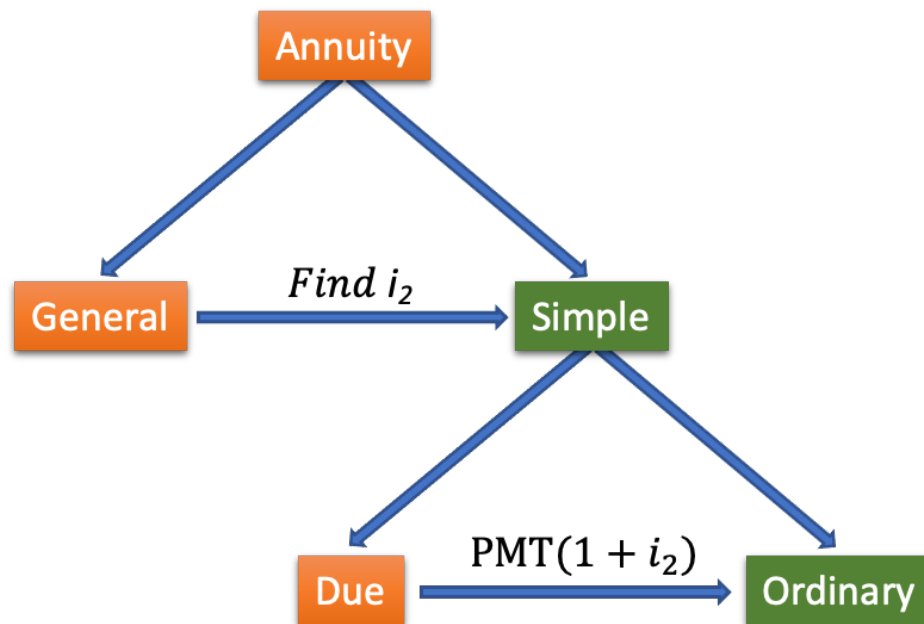 Annuity
Find i₂
General
Simple
PMT(1 + i₂)
Due
Ordinary